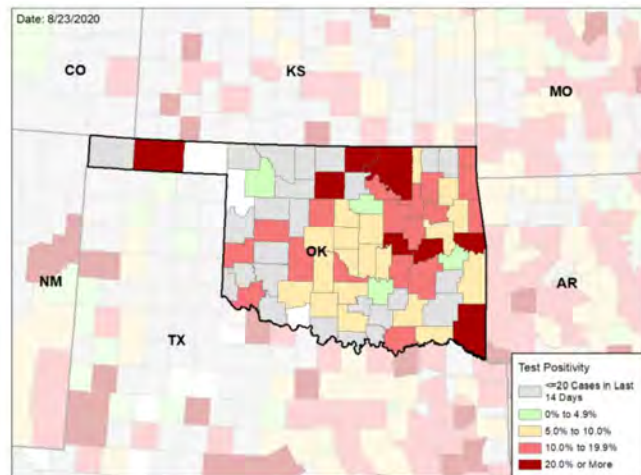 Date: 8/23/2020
CO
KS
MO
OK
NM
AR
TX
Test Positivity
<=20 Cases in Last
14 Days
0% to 4.9%
5.0% to 10.0%
10.0% to 19.9%
20.0% or More